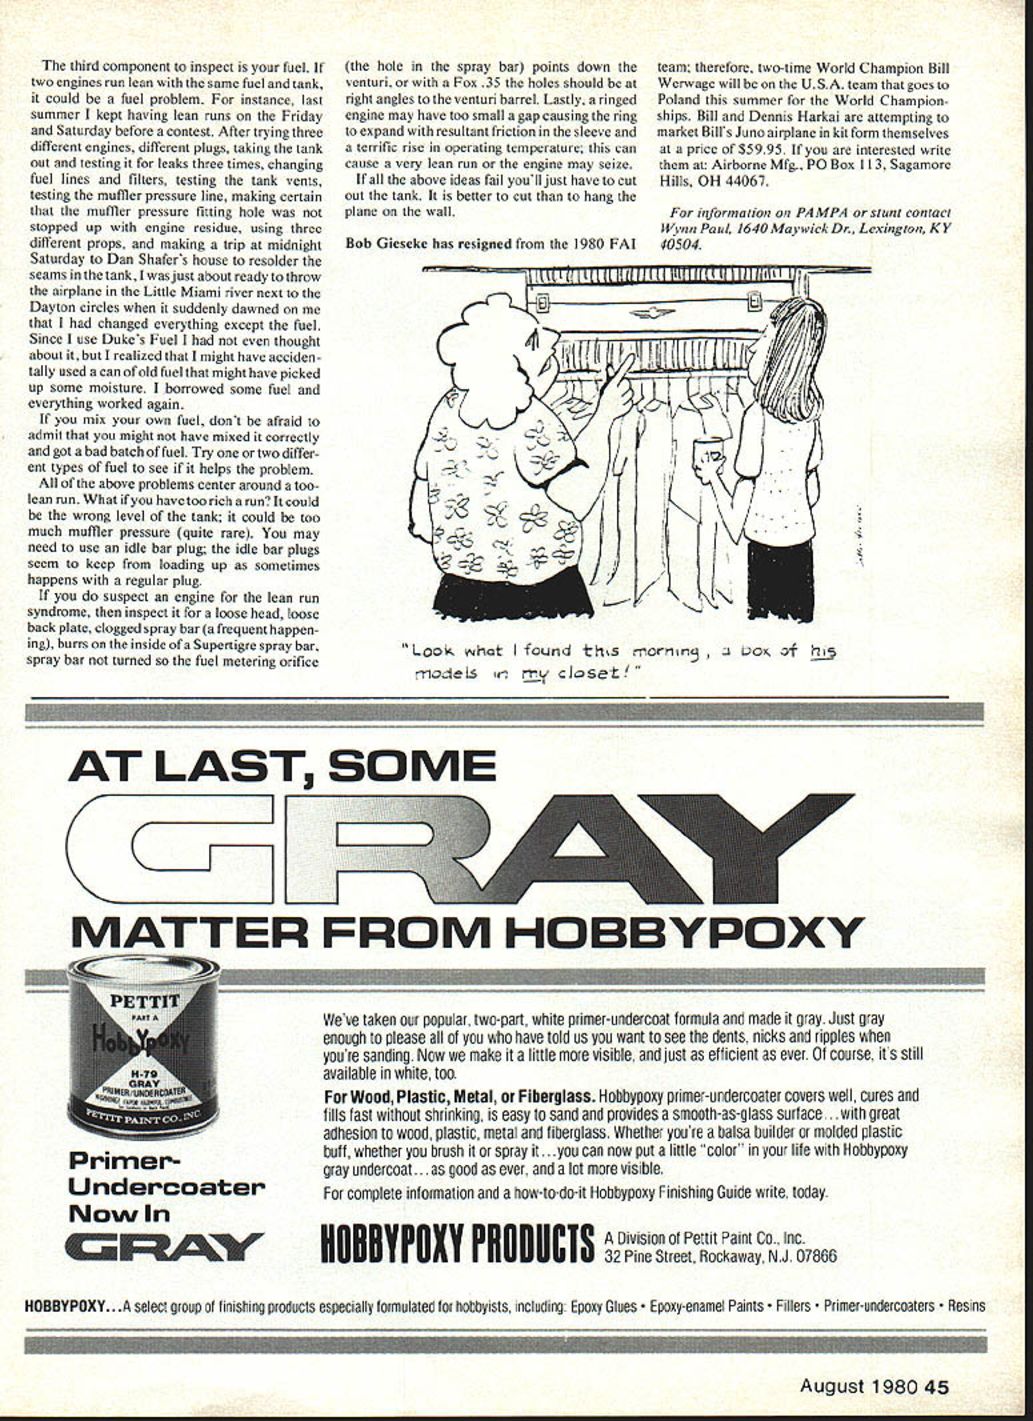 The third component to inspect is your fuel. If
two engines run lean with the same fuel and tank,
it could be a fuel problem. For instance, last
summer I kept having lean runs on the Friday
and Saturday before a contest. After trying three
different engines, different plugs, taking the tank
out and testing it for leaks three times, changing
fuel lines and filters, testing the tank vents,
testing the muffler pressure line, making certain
that the muffler pressure fitting hole was not
stopped up with engine residue, using three
different props, and making a trip at midnight
Saturday to Dan Shafer's house to resolder the
seams in the tank, I was just about ready to throw
the airplane in the Little Miami river next to the
Dayton circles when it suddenly dawned on me
that I had changed everything except the fuel.
Since I use Duke's Fuel I had not even thought
about it, but I realized that I might have acciden-
tally used a can of old fuel that might have picked
up some moisture. I borrowed some fuel and
everything worked again.
If you mix your own fuel, don't be afraid to
admit that you might not have mixed it correctly
and got a bad batch of fuel. Try one or two differ-
ent types of fuel to see if it helps the problem.
All of the above problems center around a too-
lean run. What if you have too rich a run? It could
be the wrong level of the tank; it could be too
much muffler pressure (quite rare). You may
need to use an idle bar plug; the idle bar plugs
seem to keep from loading up as sometimes
happens with a regular plug.
If you do suspect an engine for the lean run
syndrome, then inspect it for a loose head, loose
back plate, clogged spray bar (a frequent happen-
ing), burrs on the inside of a Supertigre spray bar,
spray bar not turned so the fuel metering orifice
(the hole in the spray bar) points down the
venturi, or with a Fox .35 the holes should be at
right angles to the venturi barrel. Lastly, a ringed
engine may have too small a gap causing the ring
to expand with resultant friction in the sleeve and
a terrific rise in operating temperature; this can
cause a very lean run or the engine may seize.
If all the above ideas fail you'll just have to cut
out the tank. It is better to cut than to hang the
plane on the wall.
Bob Gieseke has resigned from the 1980 FAI
team; therefore, two-time World Champion Bill
Werwage will be on the U.S.A. team that goes to
Poland this summer for the World Champion-
ships. Bill and Dennis Harkai are attempting to
market Bill's Juno airplane in kit form themselves
at a price of $59.95. If you are interested write
them at: Airborne Mfg., PO Box 113, Sagamore
Hills, OH 44067.
For information on PAMPA or stunt contact
Wynn Paul, 1640 Maywick Dr., Lexington, KY
40504.
"Look what I found this morning, a box of his
models in my closet!"
AT LAST, SOME
GRAY
MATTER FROM HOBBYPOXY
PETTIT
PART A
HobbyPoxy
H-79
GRAY
PRIMER/UNDERCOATER
PETTIT PAINT CO., INC.
Primer-
Undercoater
Now In
GRAY
We've taken our popular, two-part, white primer-undercoat formula and made it gray. Just gray
enough to please all of you who have told us you want to see the dents, nicks and ripples when
you're sanding. Now we make it a little more visible, and just as efficient as ever. Of course, it's still
available in white, too.
For Wood, Plastic, Metal, or Fiberglass. Hobbypoxy primer-undercoater covers well, cures and
fills fast without shrinking, is easy to sand and provides a smooth-as-glass surface...with great
adhesion to wood, plastic, metal and fiberglass. Whether you're a balsa builder or molded plastic
buff, whether you brush it or spray it...you can now put a little "color" in your life with Hobbypoxy
gray undercoat...as good as ever, and a lot more visible.
For complete information and a how-to-do-it Hobbypoxy Finishing Guide write, today.
HOBBYPOXY PRODUCTS
A Division of Pettit Paint Co., Inc.
32 Pine Street, Rockaway, N.J. 07866
HOBBYPOXY...A select group of finishing products especially formulated for hobbyists, including: Epoxy Glues • Epoxy-enamel Paints • Fillers • Primer-undercoaters • Resins
August 1980 45